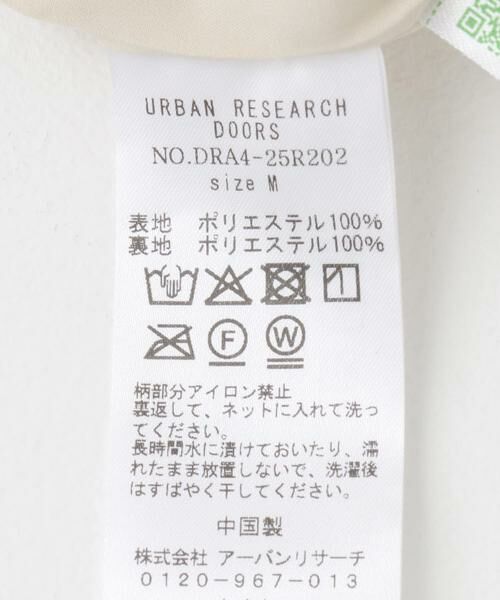 URBAN RESEARCH
DOORS
NO.DRA4-25R202
size M
表地 ポリエステル100%
裏地 ポリエステル100%
F
W
柄部分アイロン禁止
裏返して、ネットに入れて洗っ
てください。
長時間水に漬けておいたり、濡
れたまま放置しないで、洗濯後
はすばやく干してください。
中国製
株式会社 アーバンリサーチ
0120-967-013